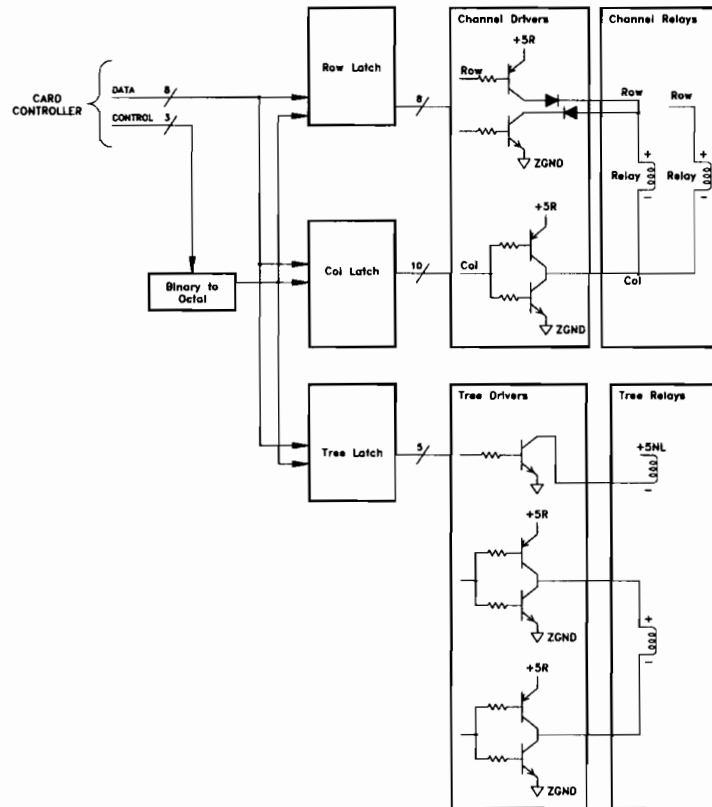 Channel Drivers
Channel Relays
+5R
Row Latch
Row
Row
Row
CARD
CONTROLLER
DATA
8
8
CONTROL
3
ZGND
+
+
Relay
Relay
-
-
+5R
Binary to
Octal
Col Latch
10
Col
Col
ZGND
Tree Drivers
Tree Relays
Tree Latch
5
+5NL
-
+5R
ZGND
+
-
+5R
ZGND